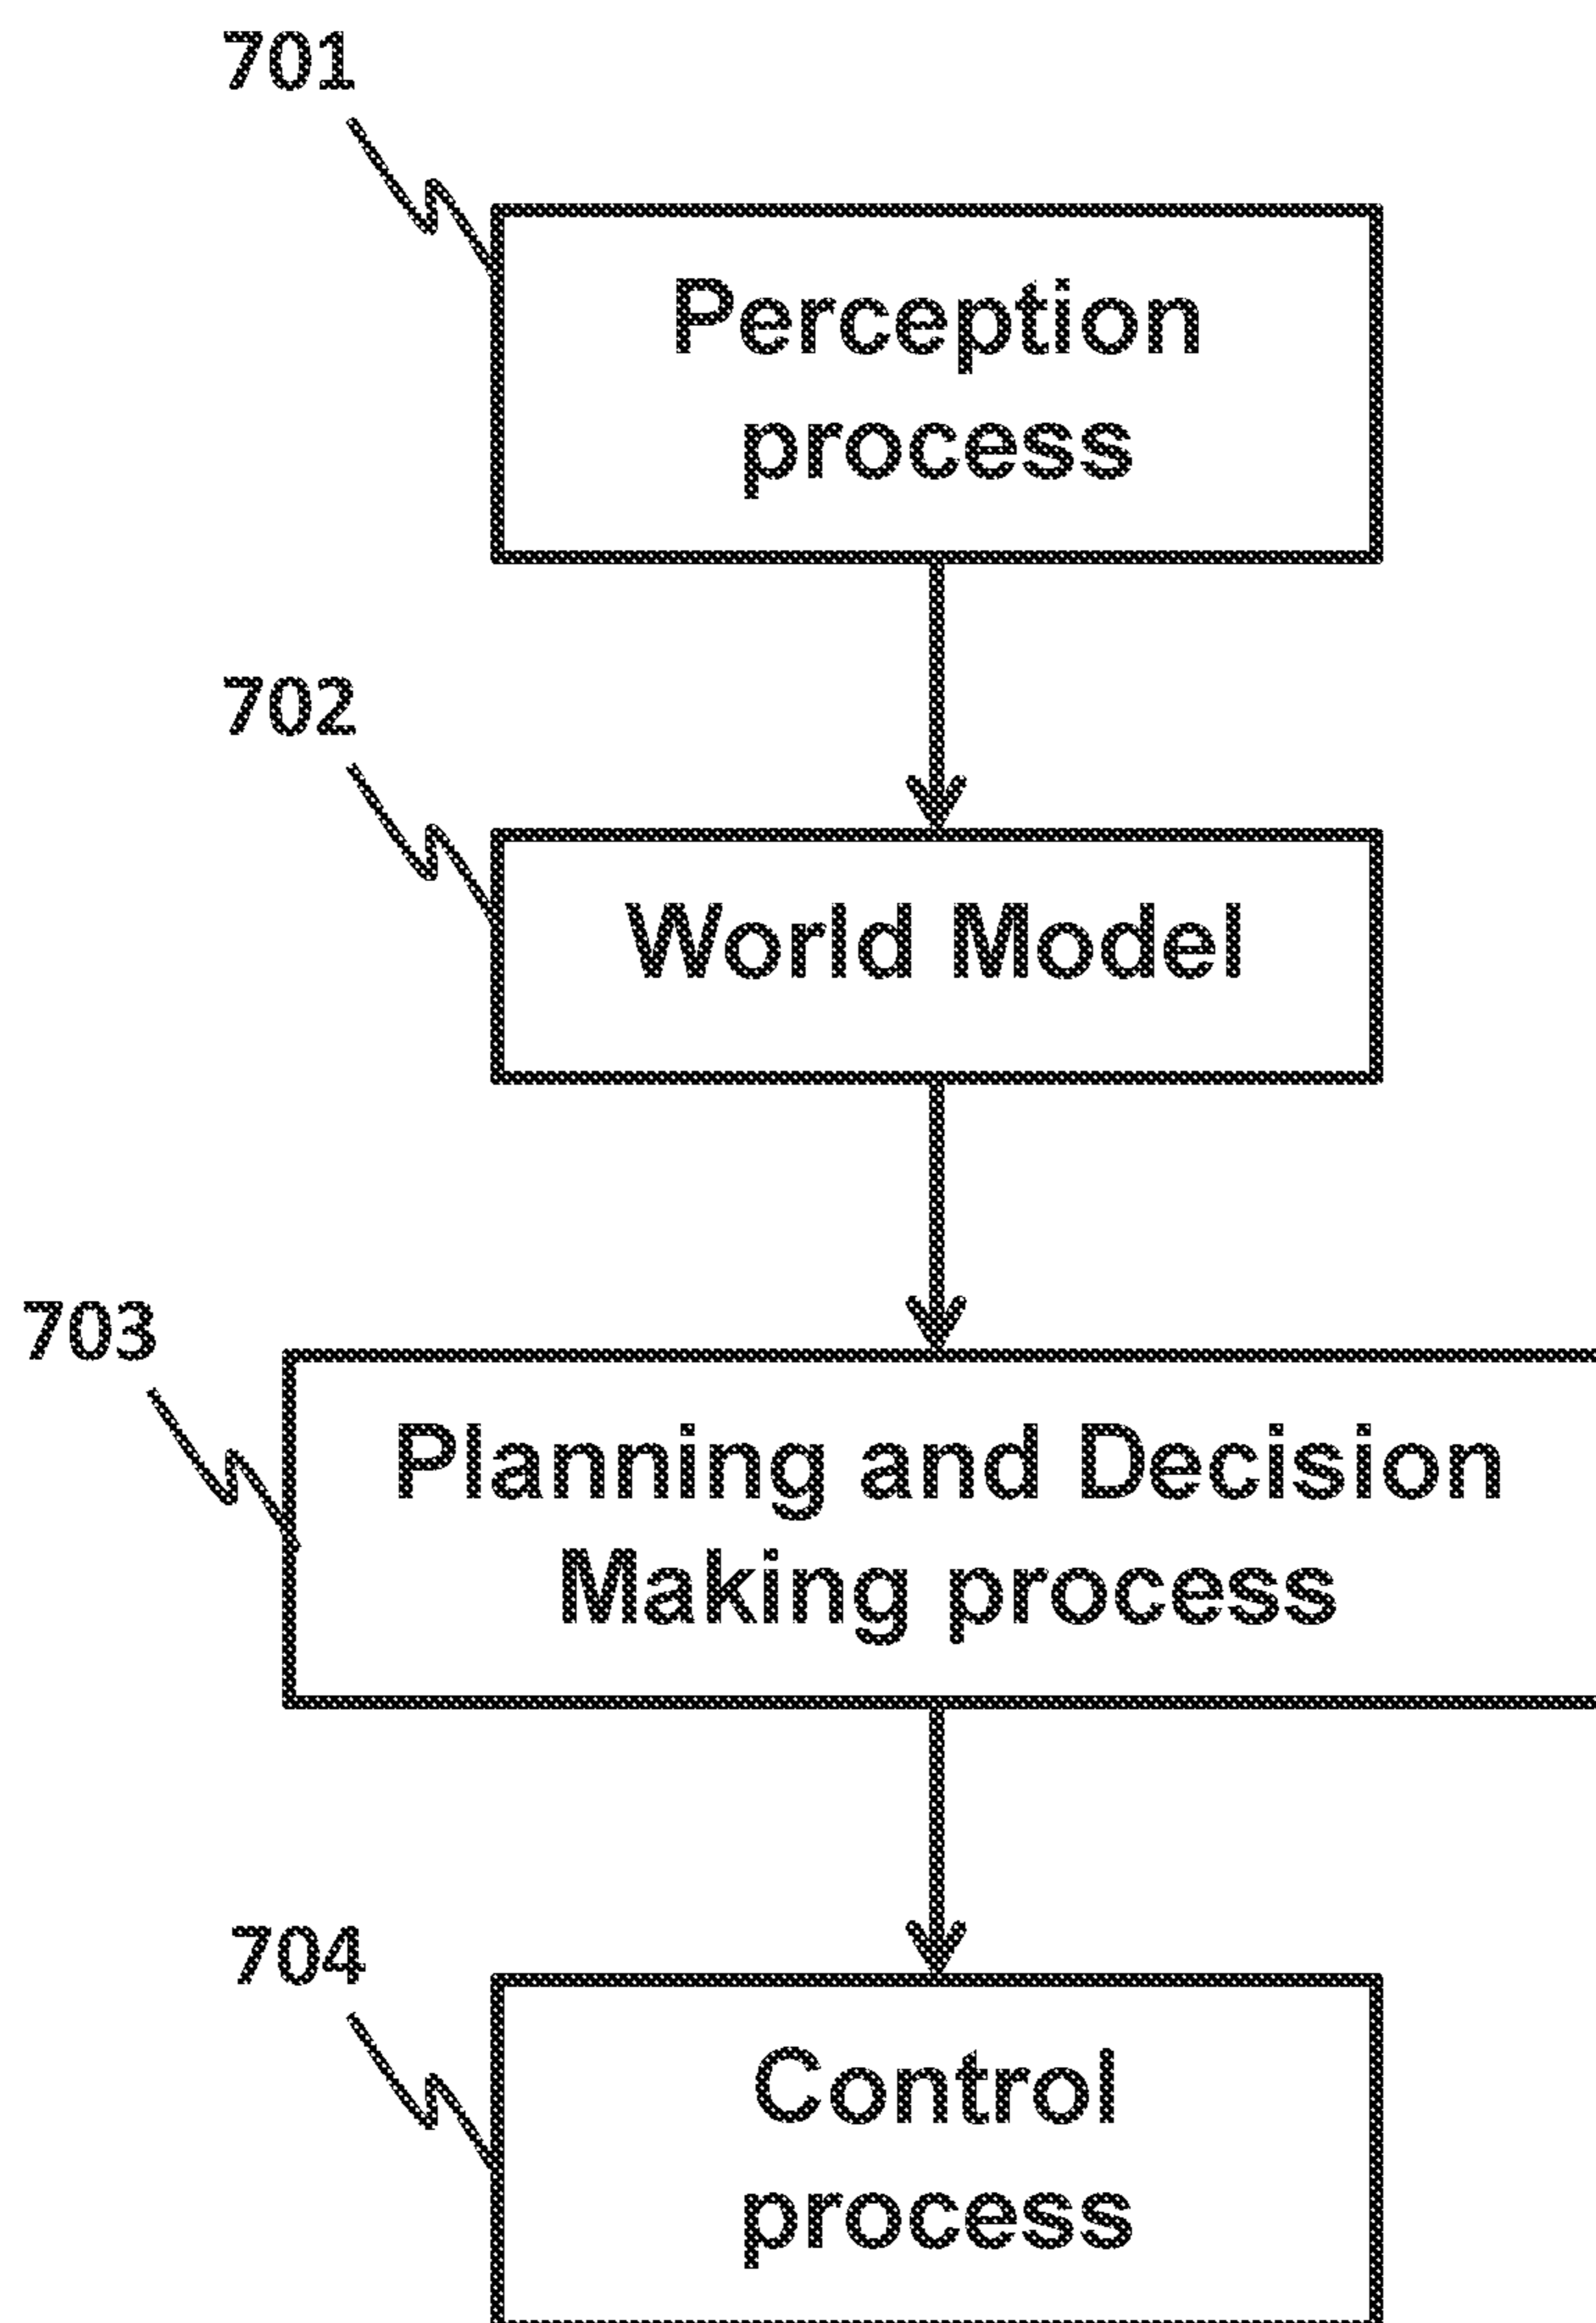 701
Perception
process
702
World Model
703
Planning and Decision
Making process
704
Control
process